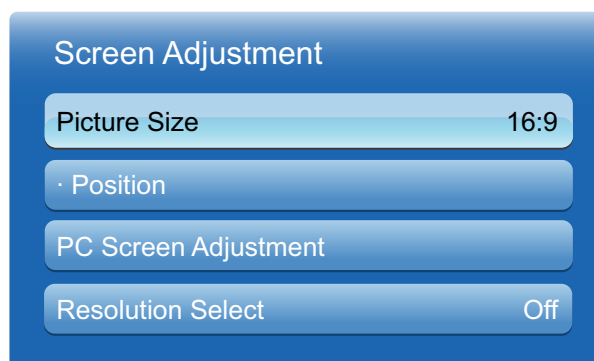 Screen Adjustment
Picture Size 16:9
· Position
PC Screen Adjustment
Resolution Select Off